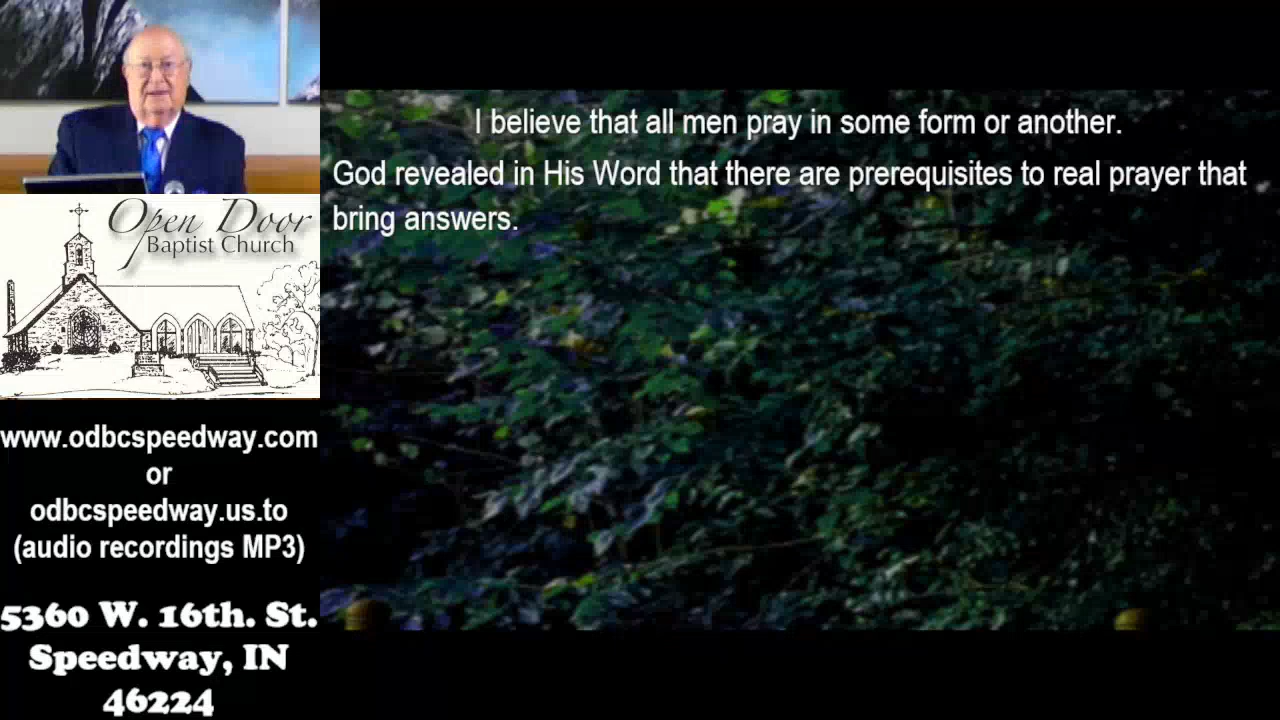 I believe that all men pray in some form or another.
God revealed in His Word that there are prerequisites to real prayer that
bring answers.
Open Door
Baptist Church
www.odbcspeedway.com
or
odbcspeedway.us.to
(audio recordings MP3)
5360 W. 16th. St.
Speedway, IN
46224